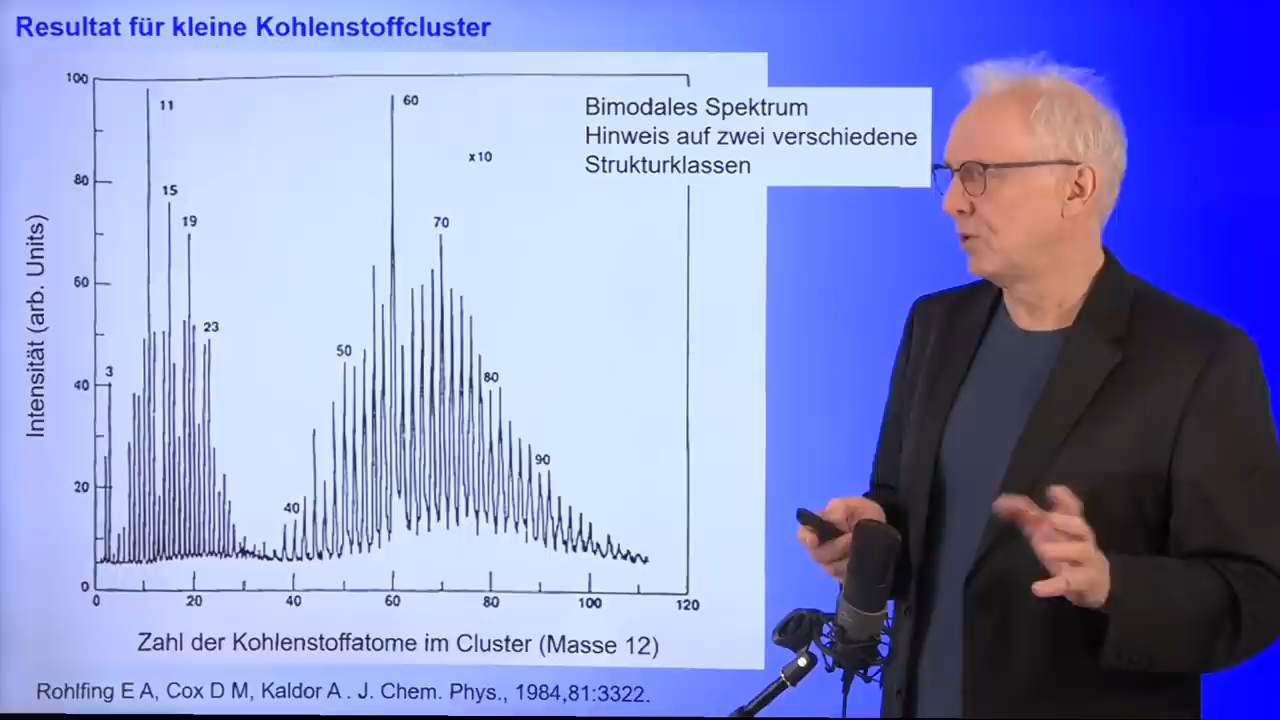 Resultat für kleine Kohlenstoffcluster
Bimodales Spektrum
Hinweis auf zwei verschiedene
Strukturklassen
Intensität (arb. Units)
100
80
60
40
20
0
3
11
15
19
23
40
50
60
x10
70
80
90
0 20 40 60 80 100 120
Zahl der Kohlenstoffatome im Cluster (Masse 12)
Rohlfing E A, Cox D M, Kaldor A . J. Chem. Phys., 1984,81:3322.